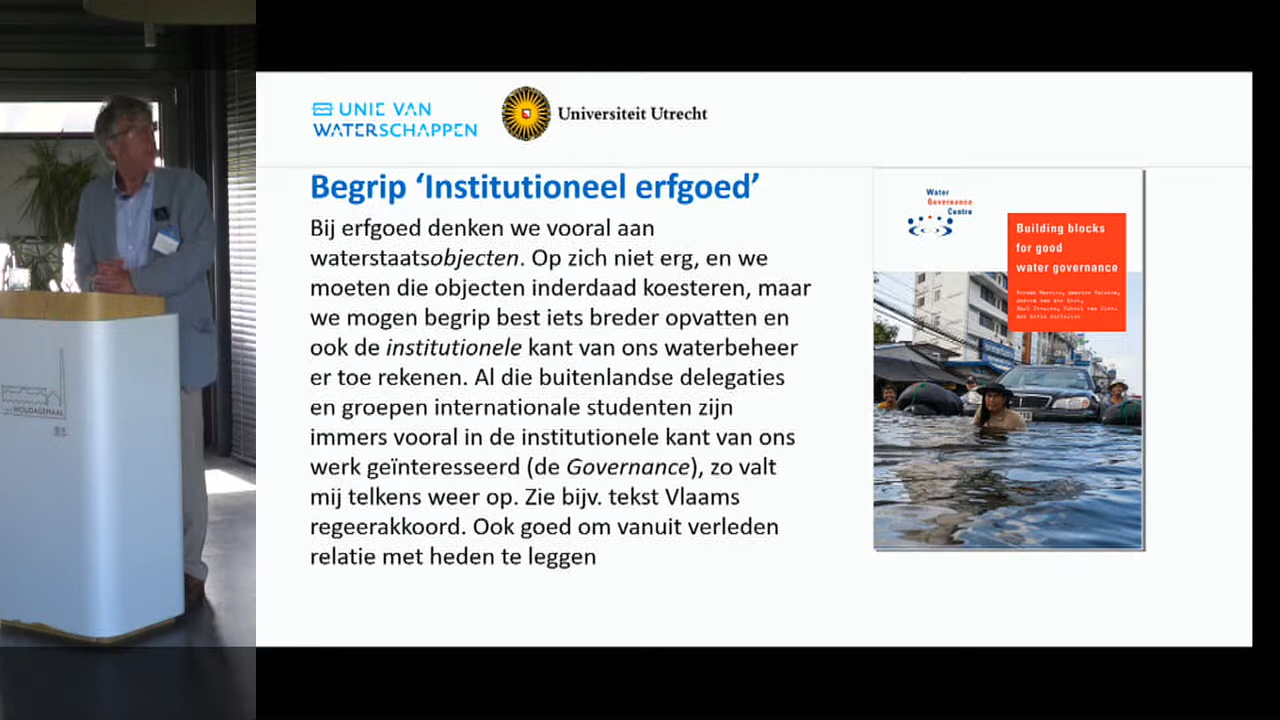 UNIE VAN
WATERSCHAPPEN
Universiteit Utrecht
Begrip ‘Institutioneel erfgoed’
Bij erfgoed denken we vooral aan
waterstaatsobjecten. Op zich niet erg, en we
moeten die objecten inderdaad koesteren, maar
we mogen begrip best iets breder opvatten en
ook de institutionele kant van ons waterbeheer
er toe rekenen. Al die buitenlandse delegaties
en groepen internationale studenten zijn
immers vooral in de institutionele kant van ons
werk geïnteresseerd (de Governance), zo valt
mij telkens weer op. Zie bijv. tekst Vlaams
regeerakkoord. Ook goed om vanuit verleden
relatie met heden te leggen
Water
Governance
Centre
Building blocks
for good
water governance
WOUDAGEMAAL